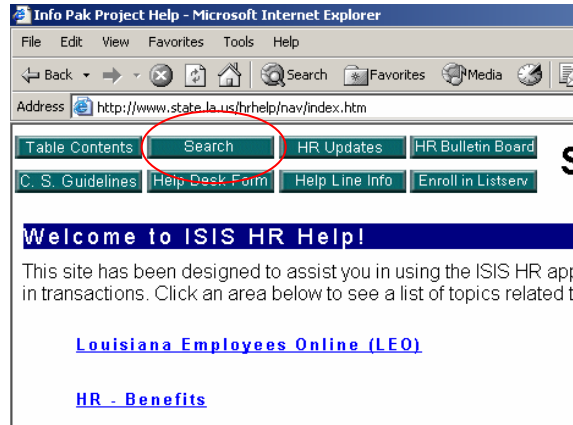 Info Pak Project Help - Microsoft Internet Explorer
File Edit View Favorites Tools Help
Back Search Favorites Media
Address http://www.state.la.us/hrhelp/nav/index.htm
Table Contents Search HR Updates HR Bulletin Board
C. S. Guidelines Help Desk Form Help Line Info Enroll in Listserv
Welcome to ISIS HR Help!
This site has been designed to assist you in using the ISIS HR app
in transactions. Click an area below to see a list of topics related t
Louisiana Employees Online (LEO)
HR - Benefits